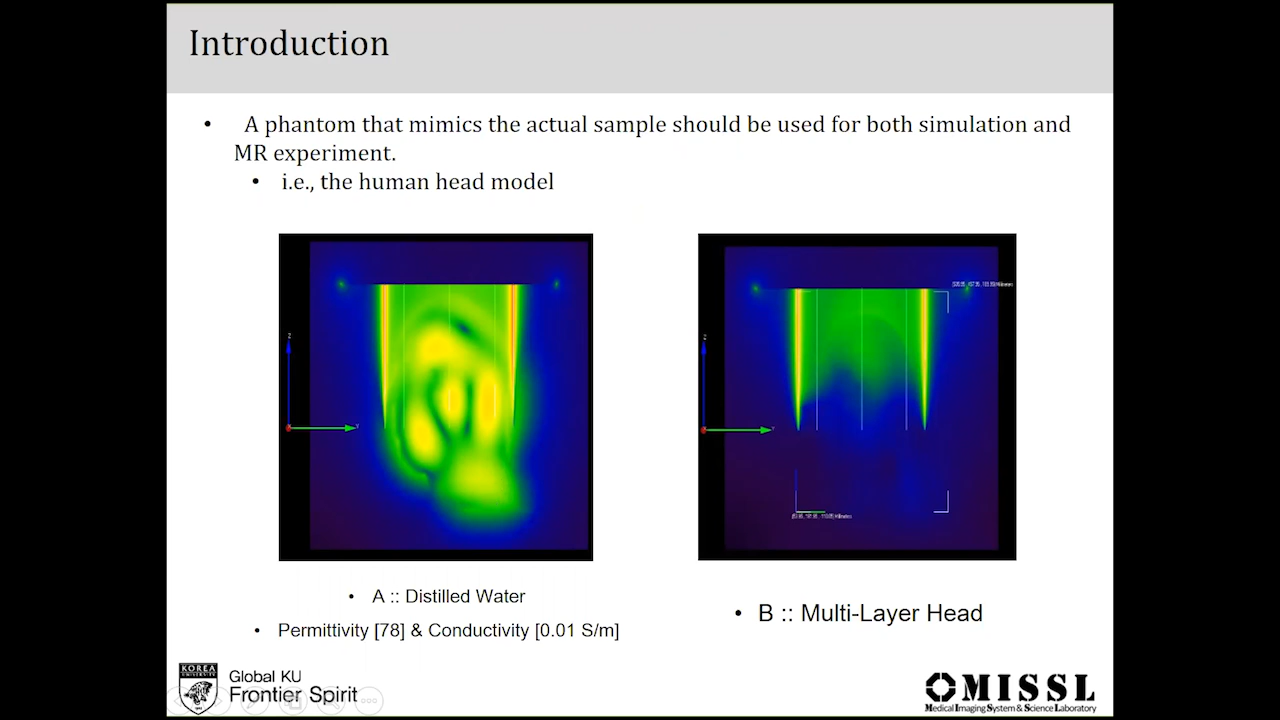 Introduction
• A phantom that mimics the actual sample should be used for both simulation and
MR experiment.
• i.e., the human head model
• A :: Distilled Water
• Permittivity [78] & Conductivity [0.01 S/m]
• B :: Multi-Layer Head
KOREA
Global KU
Frontier Spirit
MISSL
Medical Imaging System & Science Laboratory